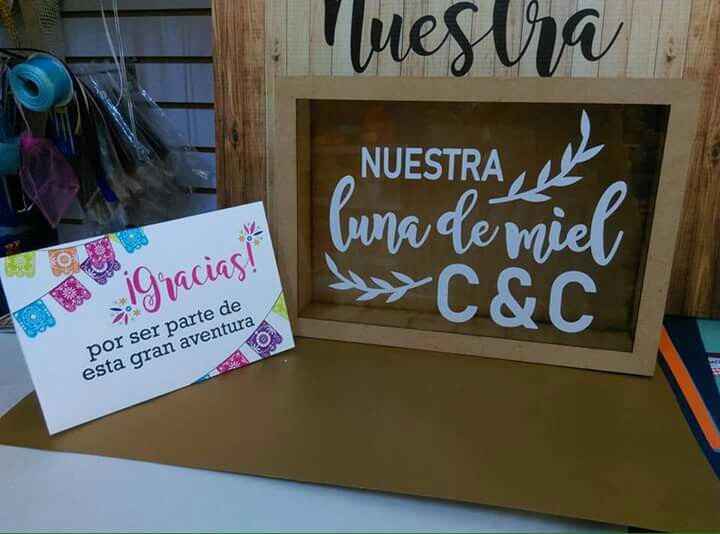 Nuestra
NUESTRA
luna de miel
C & C
¡Gracias!
por ser parte de
esta gran aventura